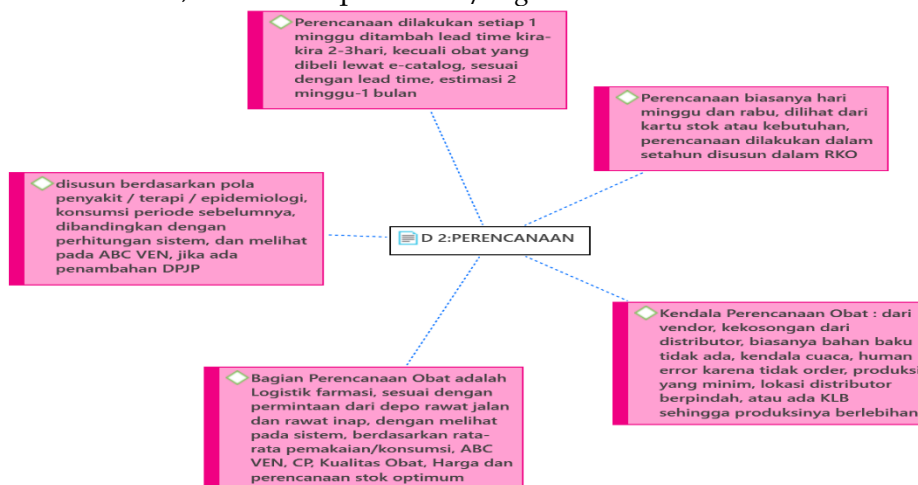 Perencanaan dilakukan setiap 1
minggu ditambah lead time kira-
kira 2-3hari, kecuali obat yang
dibeli lewat e-catalog, sesuai
dengan lead time, estimasi 2
minggu-1 bulan
Perencanaan biasanya hari
minggu dan rabu, dilihat dari
kartu stok atau kebutuhan,
perencanaan dilakukan dalam
setahun disusun dalam RKO
disusun berdasarkan pola
penyakit / terapi / epidemiologi,
konsumsi periode sebelumnya,
dibandingkan dengan
perhitungan sistem, dan melihat
pada ABC VEN, jika ada
penambahan DPJP
D 2:PERENCANAAN
Kendala Perencanaan Obat : dari
vendor, kekosongan dari
distributor, biasanya bahan baku
tidak ada, kendala cuaca, human
error karena tidak order, produksi
yang minim, lokasi distributor
berpindah, atau ada KLB
sehingga produksinya berlebihan
Bagian Perencanaan Obat adalah
Logistik farmasi, sesuai dengan
permintaan dari depo rawat jalan
dan rawat inap, dengan melihat
pada sistem, berdasarkan rata-
rata pemakaian/konsumsi, ABC
VEN, CP, Kualitas Obat, Harga dan
perencanaan stok optimum